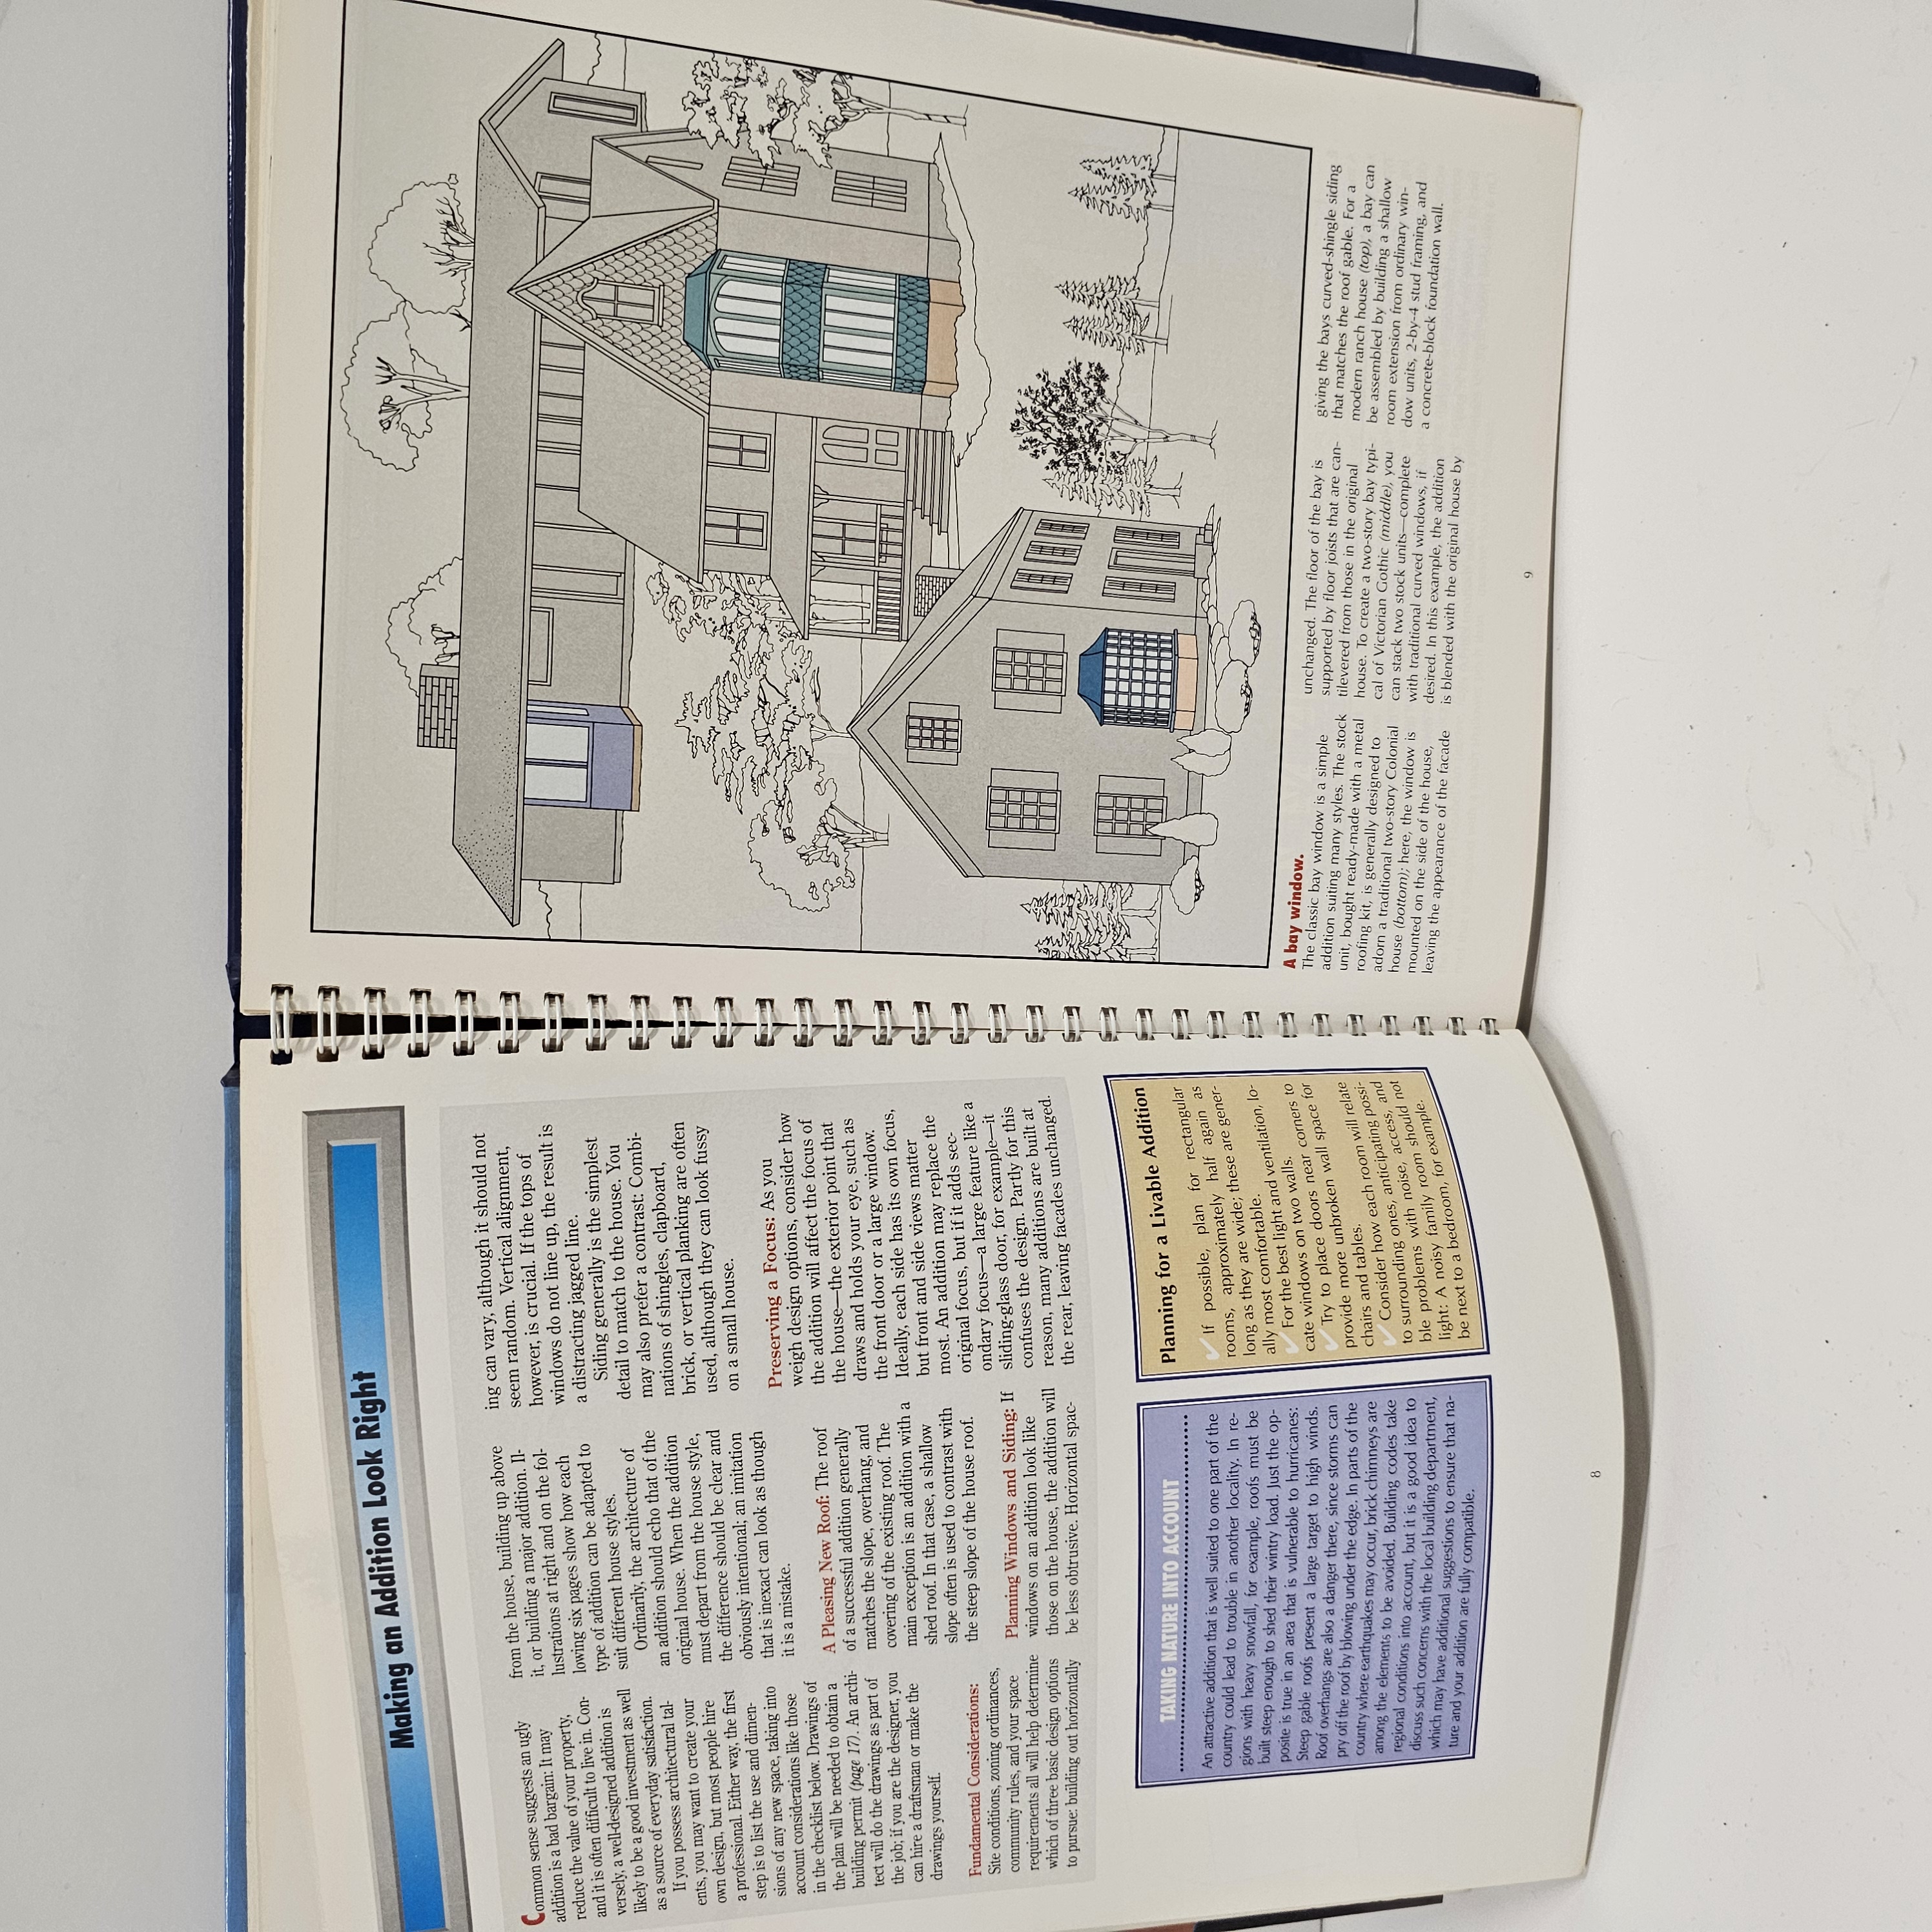 Making an Addition Look Right
Common sense suggests an ugly
addition is a bad bargain: It may
reduce the value of your property,
and it is often difficult to live in. Con-
versely, a well-designed addition is
likely to be a good investment as well
as a source of everyday satisfaction.
If you possess architectural tal-
ents, you may want to create your
own design, but most people hire
a professional. Either way, the first
step is to list the use and dimen-
sions of any new space, taking into
account considerations like those
in the checklist below. Drawings of
the plan will be needed to obtain a
building permit (page 17). An archi-
tect will do the drawings as part of
the job; if you are the designer, you
can hire a draftsman or make the
drawings yourself.
Fundamental Considerations:
Site conditions, zoning ordinances,
community rules, and your space
requirements all will help determine
which of three basic design options
to pursue: building out horizontally
from the house, building up above
it, or building a major addition. Il-
lustrations at right and on the fol-
lowing six pages show how each
type of addition can be adapted to
suit different house styles.
Ordinarily, the architecture of
an addition should echo that of the
original house. When the addition
must depart from the house style,
the difference should be clear and
obviously intentional; an imitation
that is inexact can look as though
it is a mistake.
A Pleasing New Roof: The roof
of a successful addition generally
matches the slope, overhang, and
covering of the existing roof. The
main exception is an addition with a
shed roof. In that case, a shallow
slope often is used to contrast with
the steep slope of the house roof.
Planning Windows and Siding: If
windows on an addition look like
those on the house, the addition will
be less obtrusive. Horizontal spac-
ing can vary, although it should not
seem random. Vertical alignment,
however, is crucial. If the tops of
windows do not line up, the result is
a distracting jagged line.
Siding generally is the simplest
detail to match to the house. You
may also prefer a contrast: Combi-
nations of shingles, clapboard,
brick, or vertical planking are often
used, although they can look fussy
on a small house.
Preserving a Focus: As you
weigh design options, consider how
the addition will affect the focus of
the house—the exterior point that
draws and holds your eye, such as
the front door or a large window.
Ideally, each side has its own focus,
but front and side views matter
most. An addition may replace the
original focus, but if it adds sec-
ondary focus—a large feature like a
sliding-glass door, for example—it
confuses the design. Partly for this
reason, many additions are built at
the rear, leaving facades unchanged.
TAKING NATURE INTO ACCOUNT
An attractive addition that is well suited to one part of the
country could lead to trouble in another locality. In re-
gions with heavy snowfall, for example, roofs must be
built steep enough to shed their wintry load. Just the op-
posite is true in an area that is vulnerable to hurricanes:
Steep gable roofs present a large target to high winds.
Roof overhangs are also a danger there, since storms can
pry off the roof by blowing under the edge. In parts of the
country where earthquakes may occur, brick chimneys are
among the elements to be avoided. Building codes take
regional conditions into account, but it is a good idea to
discuss such concerns with the local building department,
which may have additional suggestions to ensure that na-
ture and your addition are fully compatible.
Planning for a Livable Addition
✓ If possible, plan for rectangular
rooms, approximately half again as
long as they are wide; these are gener-
ally most comfortable.
✓ For the best light and ventilation, lo-
cate windows on two walls.
✓ Try to place doors near corners to
provide more unbroken wall space for
chairs and tables.
✓ Consider how each room will relate
to surrounding ones, anticipating possi-
ble problems with noise, access, and
light: A noisy family room should not
be next to a bedroom, for example.
8
A bay window.
The classic bay window is a simple
addition suiting many styles. The stock
unit, bought ready-made with a metal
roofing kit, is generally designed to
adorn a traditional two-story Colonial
house (bottom); here, the window is
mounted on the side of the house,
leaving the appearance of the facade
unchanged. The floor of the bay is
supported by floor joists that are can-
tilevered from those in the original
house. To create a two-story bay typi-
cal of Victorian Gothic (middle), you
can stack two stock units—complete
with traditional curved windows, if
desired. In this example, the addition
is blended with the original house by
giving the bays curved-shingle siding
that matches the roof gable. For a
modern ranch house (top), a bay can
be assembled by building a shallow
room extension from ordinary win-
dow units, 2-by-4 stud framing, and
a concrete-block foundation wall.
9